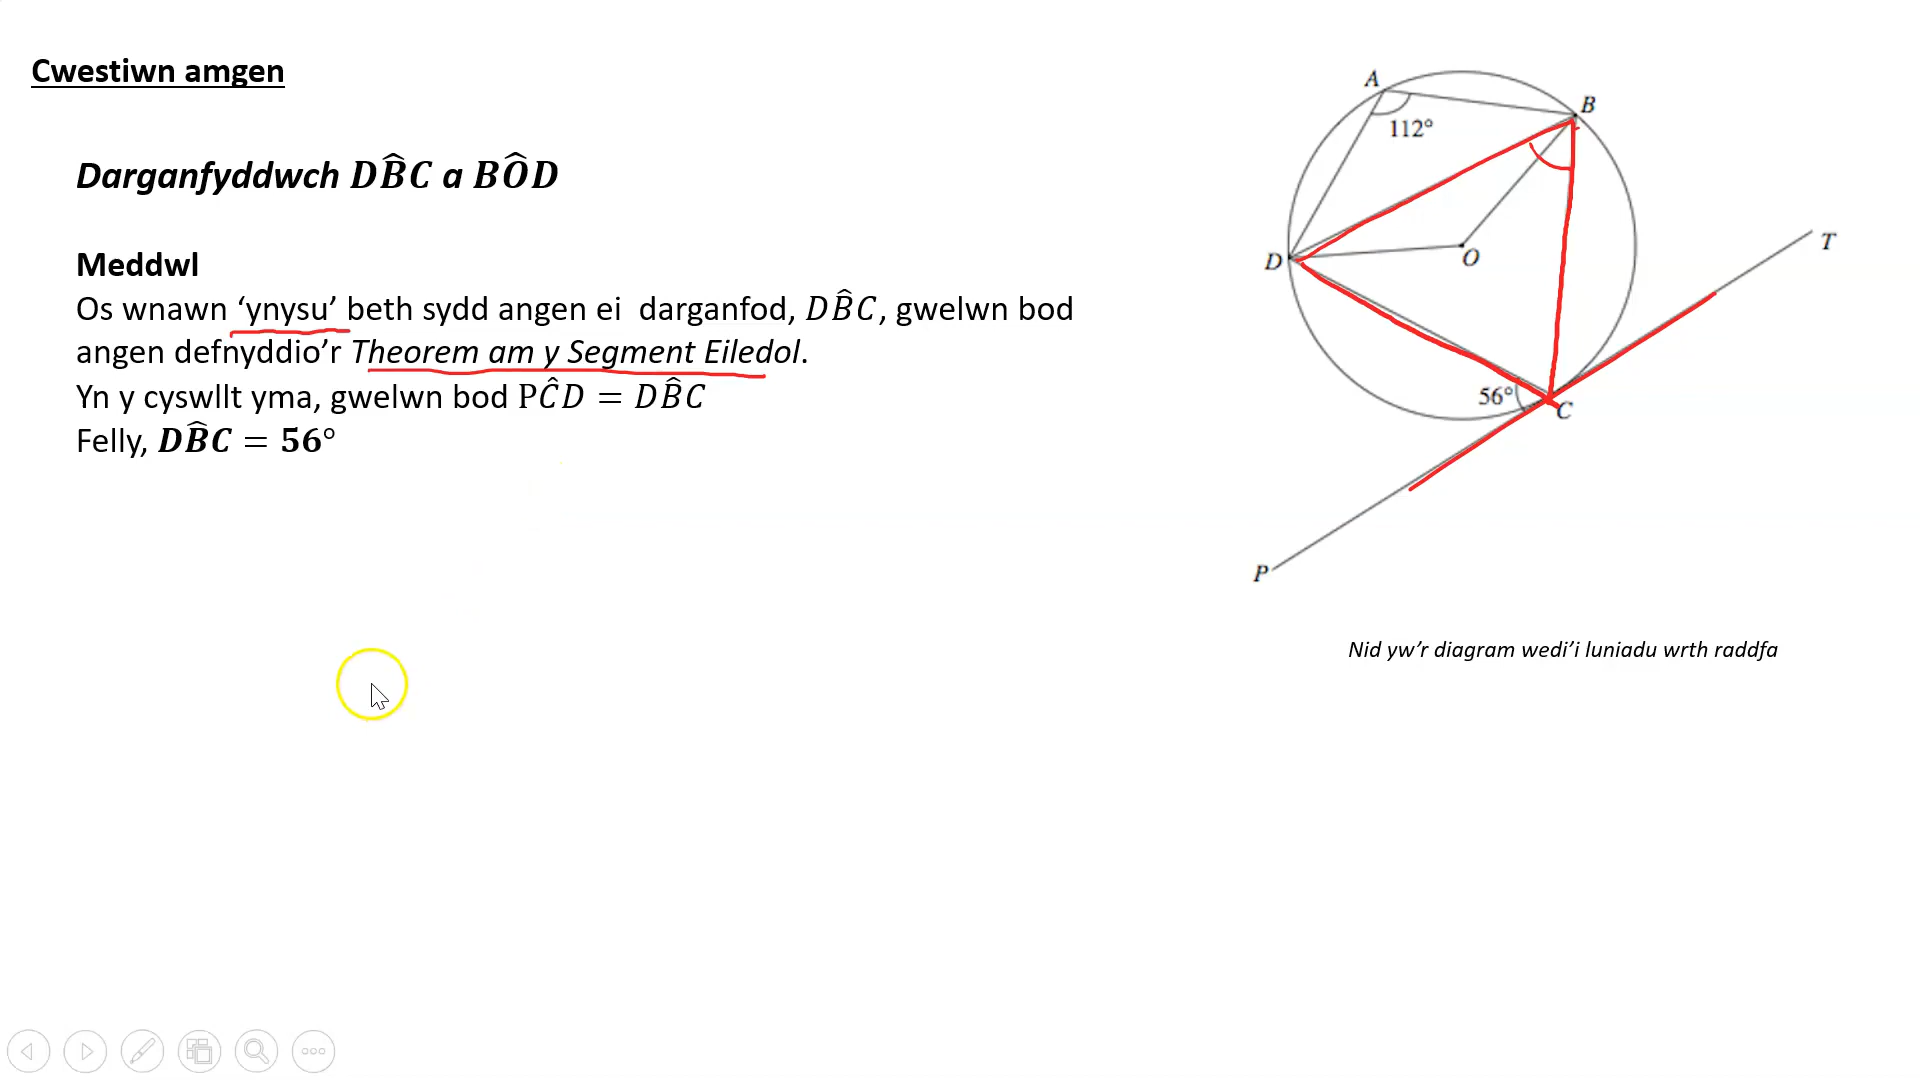 Cwestiwn amgen
Darganfyddwch DB̂C a BÔD
Meddwl
Os wnawn ‘ynysu’ beth sydd angen ei darganfod, DB̂C, gwelwn bod
angen defnyddio’r Theorem am y Segment Eiledol.
Yn y cyswllt yma, gwelwn bod PĈD = DB̂C
Felly, DB̂C = 56°
A
B
112°
D
O
T
56°
C
P
Nid yw’r diagram wedi’i luniadu wrth raddfa